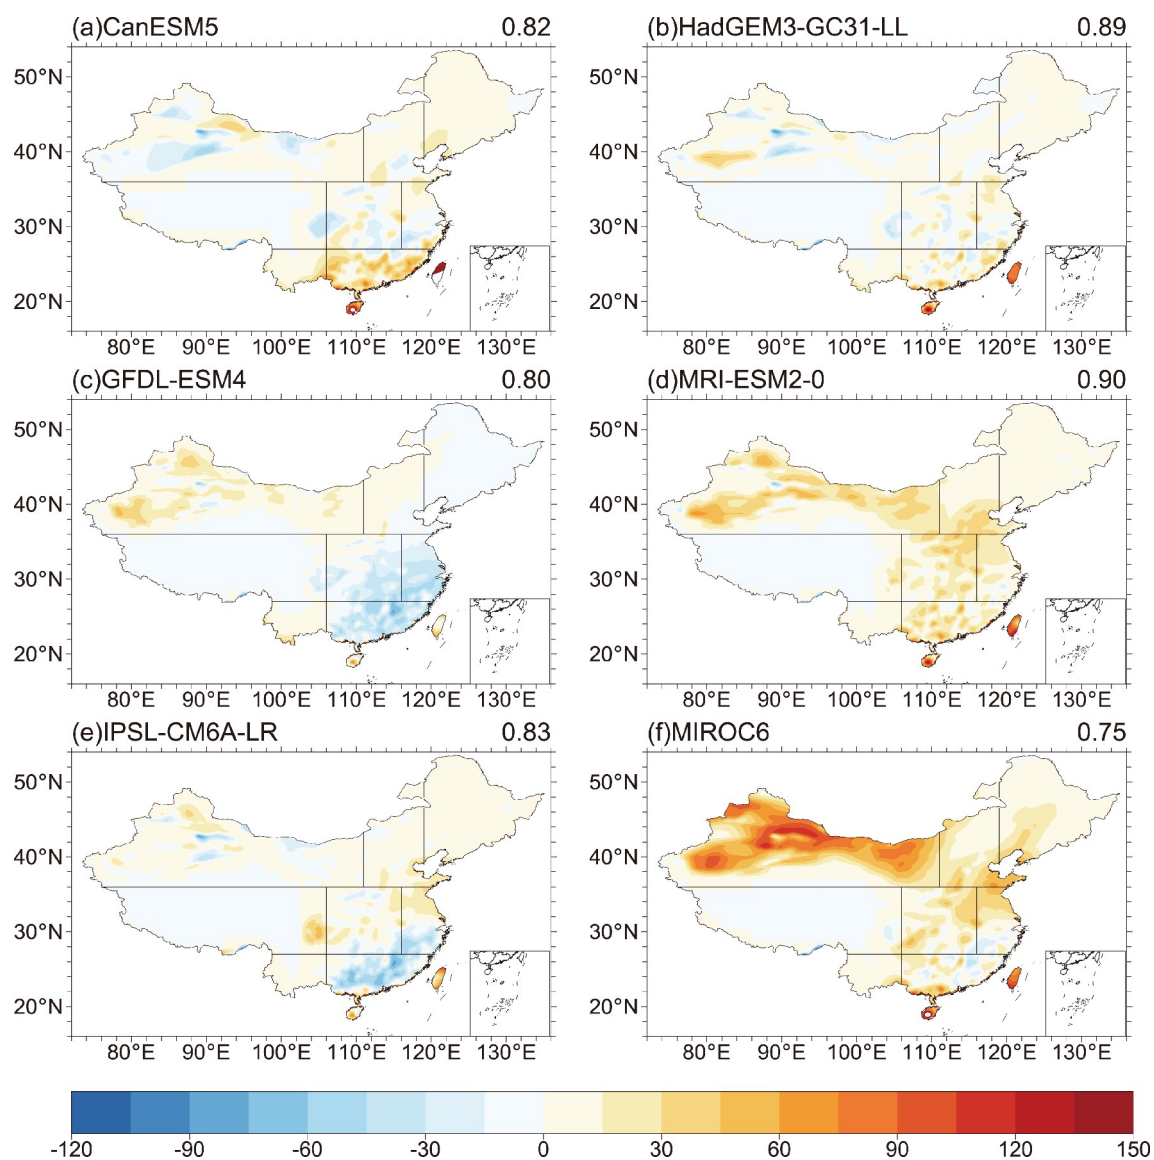 (a)CanESM5 0.82 (b)HadGEM3-GC31-LL 0.89
50°N 50°N
40°N 40°N
30°N 30°N
20°N 20°N
80°E 90°E 100°E 110°E 120°E 130°E 80°E 90°E 100°E 110°E 120°E 130°E
(c)GFDL-ESM4 0.80 (d)MRI-ESM2-0 0.90
50°N 50°N
40°N 40°N
30°N 30°N
20°N 20°N
80°E 90°E 100°E 110°E 120°E 130°E 80°E 90°E 100°E 110°E 120°E 130°E
(e)IPSL-CM6A-LR 0.83 (f)MIROC6 0.75
50°N 50°N
40°N 40°N
30°N 30°N
20°N 20°N
80°E 90°E 100°E 110°E 120°E 130°E 80°E 90°E 100°E 110°E 120°E 130°E
-120 -90 -60 -30 0 30 60 90 120 150